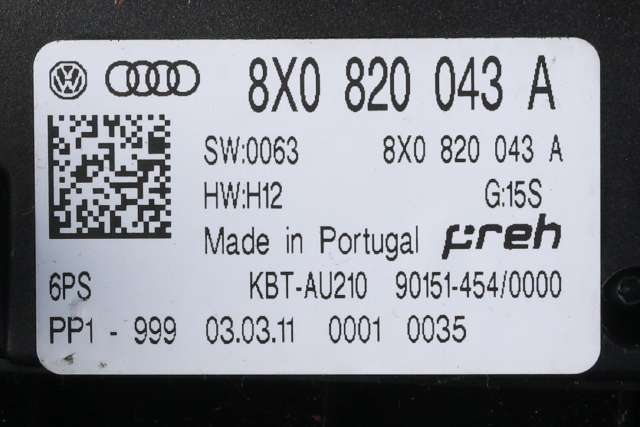 8X0 820 043 A
SW:0063 8X0 820 043 A
HW:H12 G:15S
Made in Portugal preh
6PS KBT-AU210 90151-454/0000
PP1 - 999 03.03.11 0001 0035